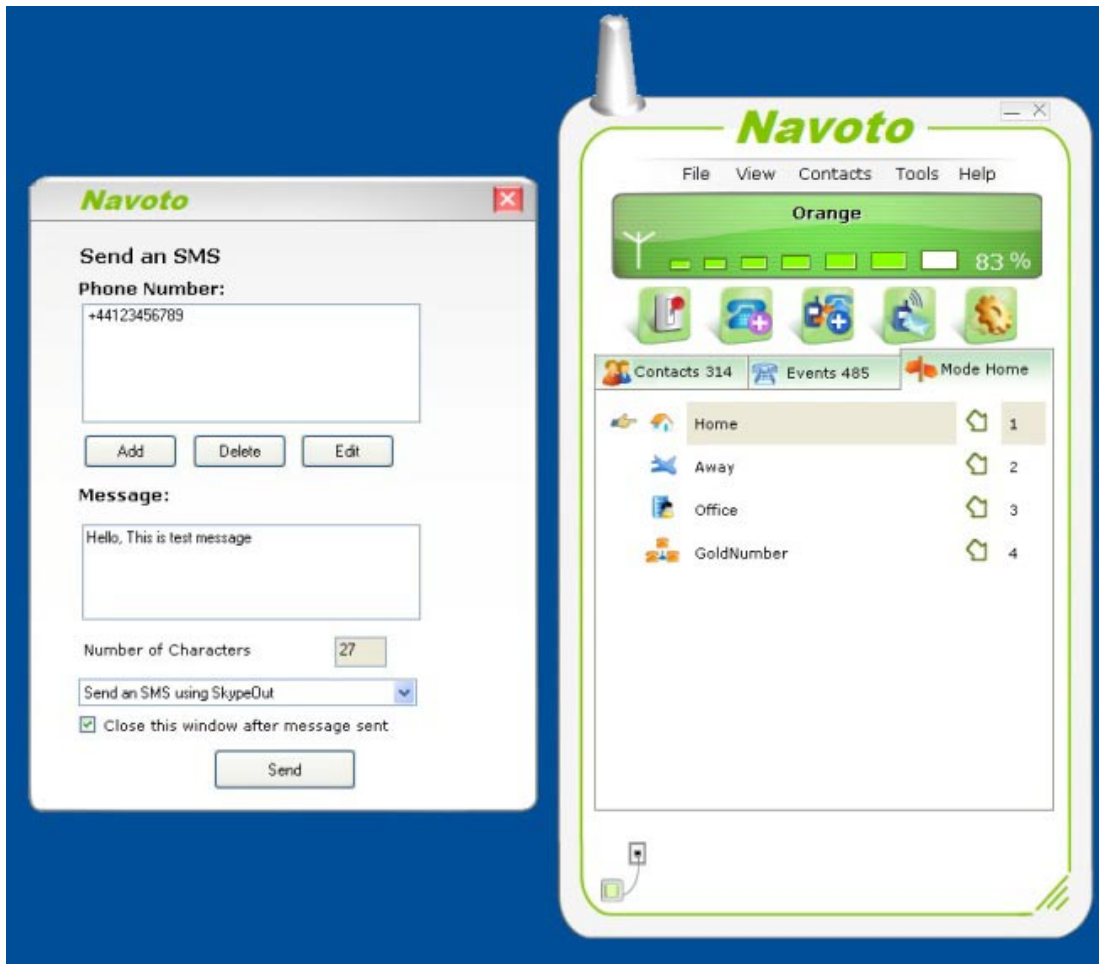 Navoto
Send an SMS
Phone Number:
+44123456789
Add Delete Edit
Message:
Hello, This is test message
Number of Characters 27
Send an SMS using SkypeOut
Close this window after message sent
Send
Navoto
File View Contacts Tools Help
Orange
83 %
Contacts 314 Events 485 Mode Home
Home 1
Away 2
Office 3
GoldNumber 4